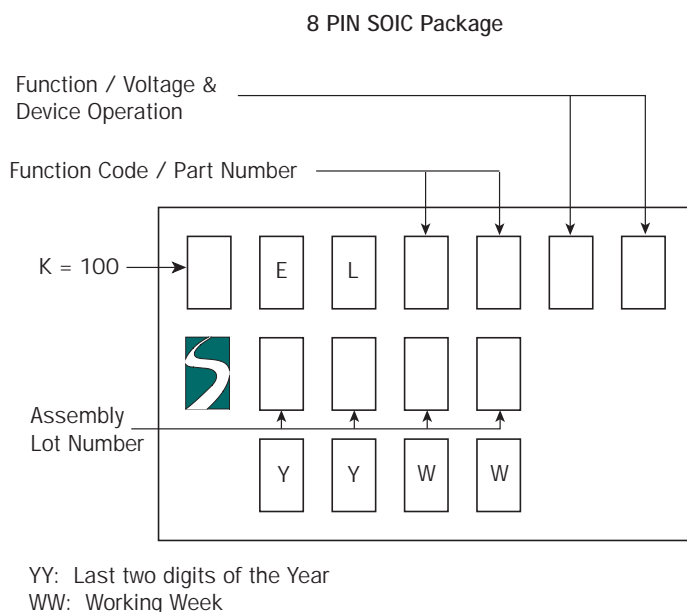 8 PIN SOIC Package
Function / Voltage &
Device Operation
Function Code / Part Number
K = 100
E L
Assembly
Lot Number
Y Y W W
YY: Last two digits of the Year
WW: Working Week